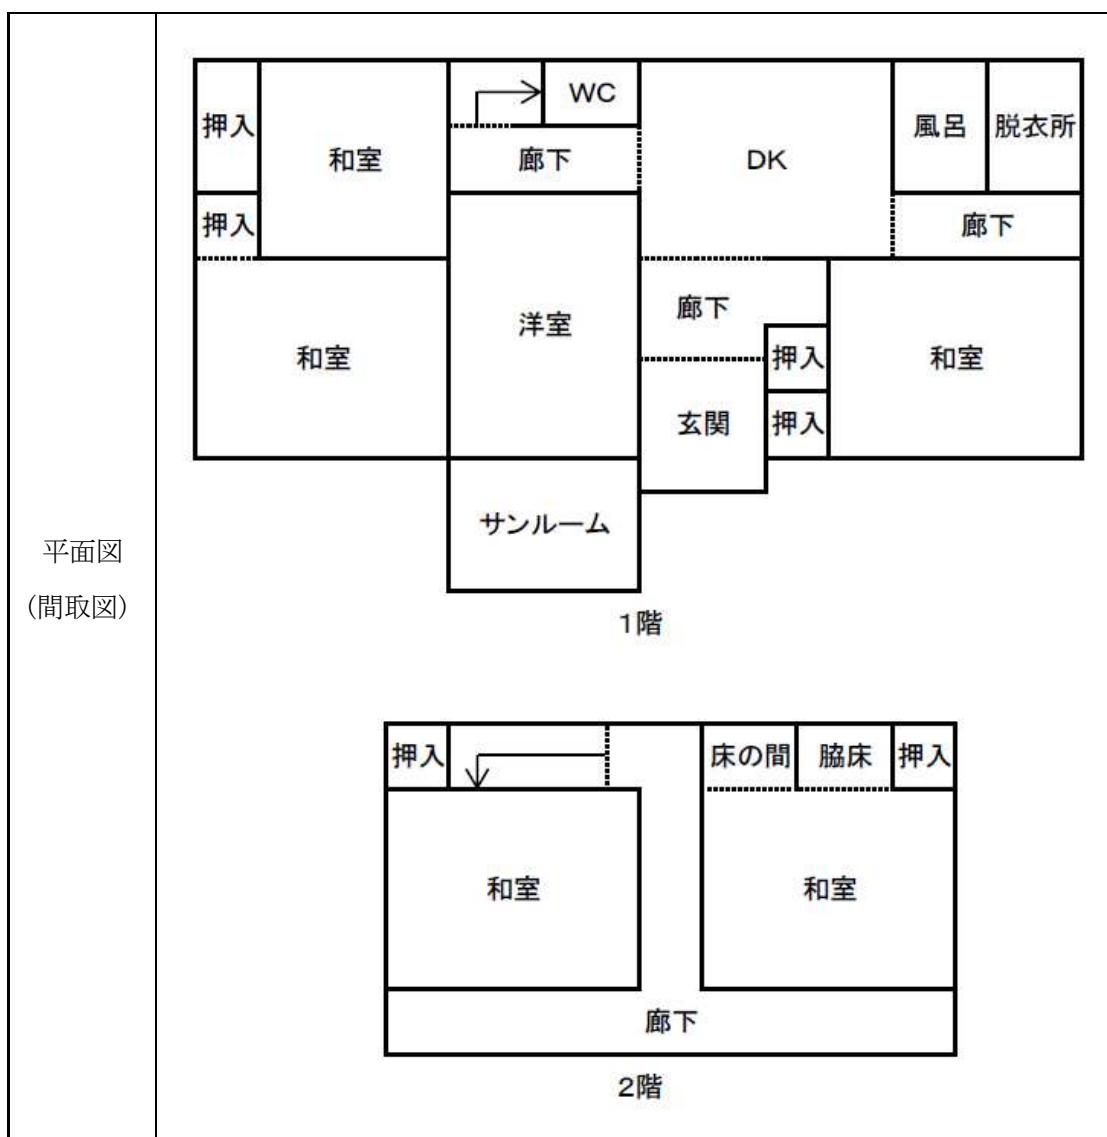 平面図
(間取図)
押入
和室
WC
廊下
DK
風呂
脱衣所
押入
廊下
和室
洋室
廊下
押入
和室
玄関
押入
サンルーム
1階
押入
床の間
脇床
押入
和室
和室
廊下
2階